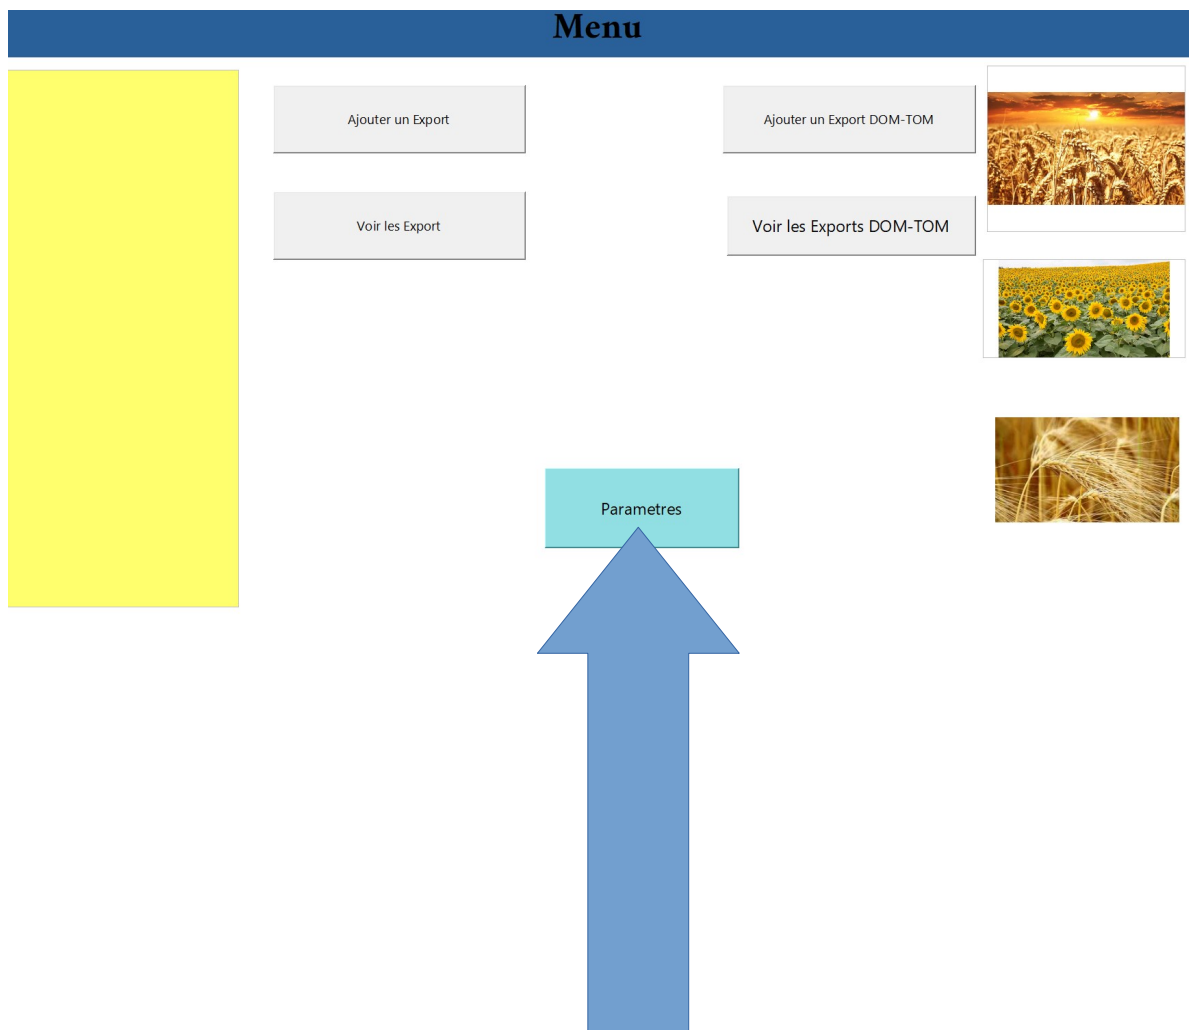 Menu
Ajouter un Export
Ajouter un Export DOM-TOM
Voir les Export
Voir les Exports DOM-TOM
Parametres